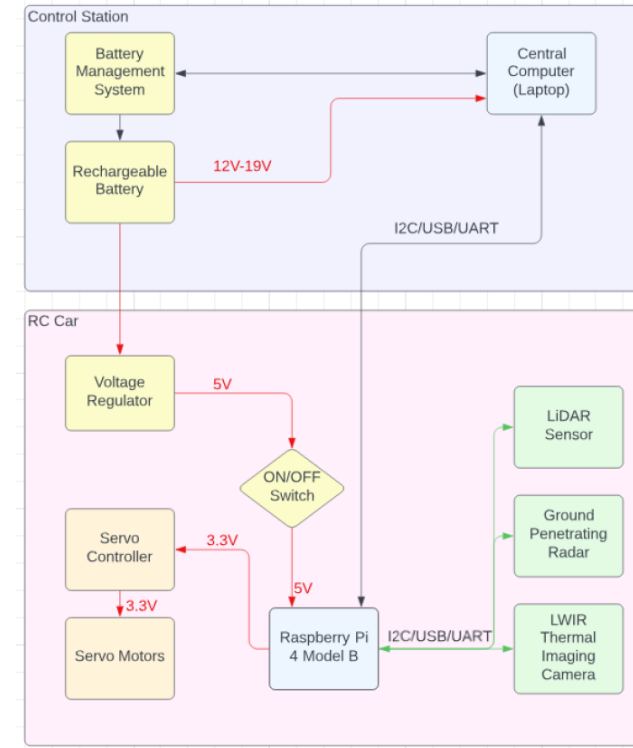 Control Station
Battery
Management
System
Central
Computer
(Laptop)
Rechargeable
Battery
12V-19V
I2C/USB/UART
RC Car
Voltage
Regulator
5V
LiDAR
Sensor
ON/OFF
Switch
Servo
Controller
3.3V
Ground
Penetrating
Radar
5V
3.3V
Servo Motors
Raspberry Pi
4 Model B
I2C/USB/UART
LWIR
Thermal
Imaging
Camera